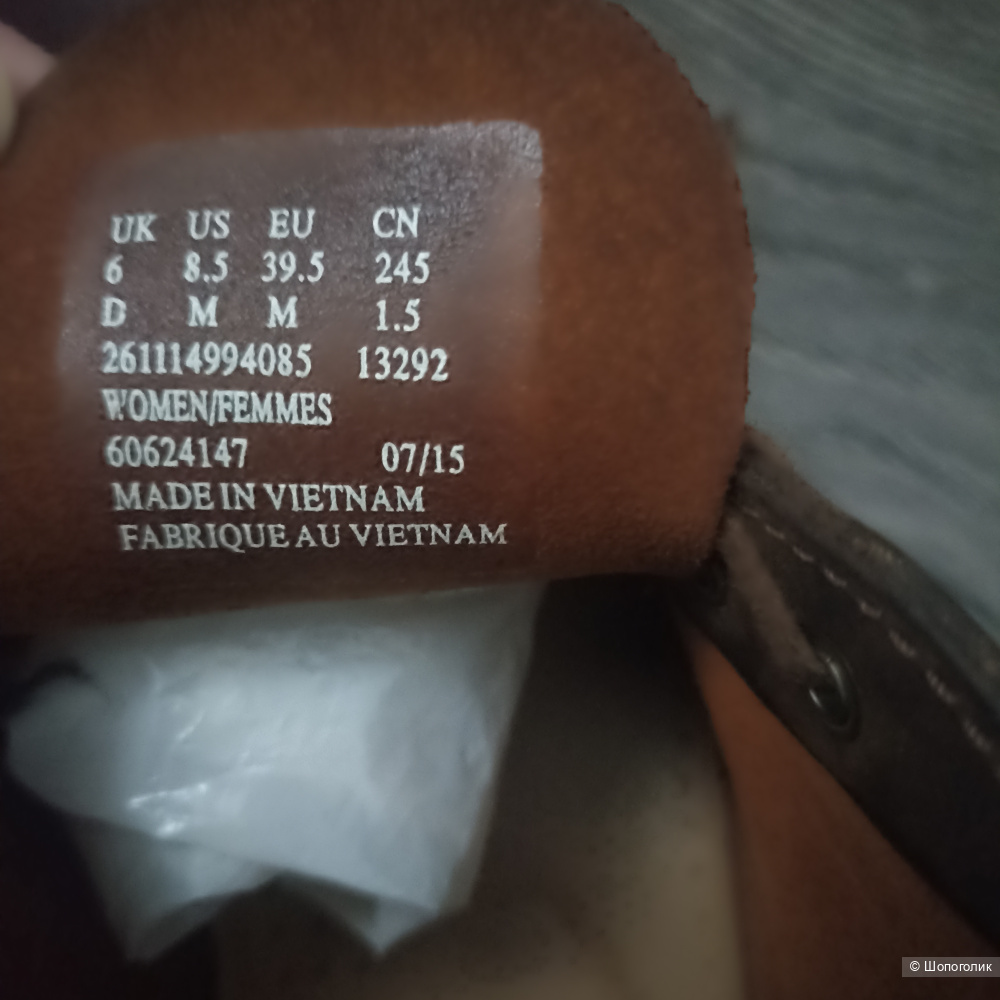 UK US EU CN
6 8.5 39.5 245
D M M 1.5
261114994085 13292
WOMEN/FEMMES
60624147 07/15
MADE IN VIETNAM
FABRIQUE AU VIETNAM
© Шопоголик